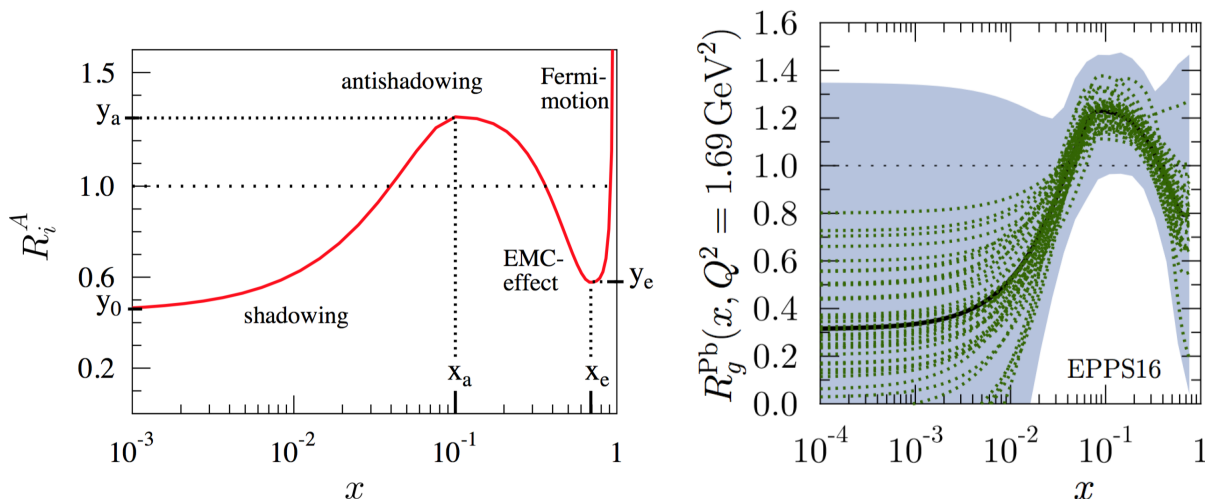 1.5
antishadowing
Fermi-
motion
y_a
1.0
R_i^A
EMC-
effect
0.6
y_e
y_0
shadowing
0.2
x_a
x_e
10^-3
10^-2
10^-1
1
x
1.6
1.4
1.2
1.0
0.8
0.6
0.4
0.2
0.0
R_g^Pb(x, Q^2 = 1.69 GeV^2)
EPPS16
10^-4
10^-3
10^-2
10^-1
1
x